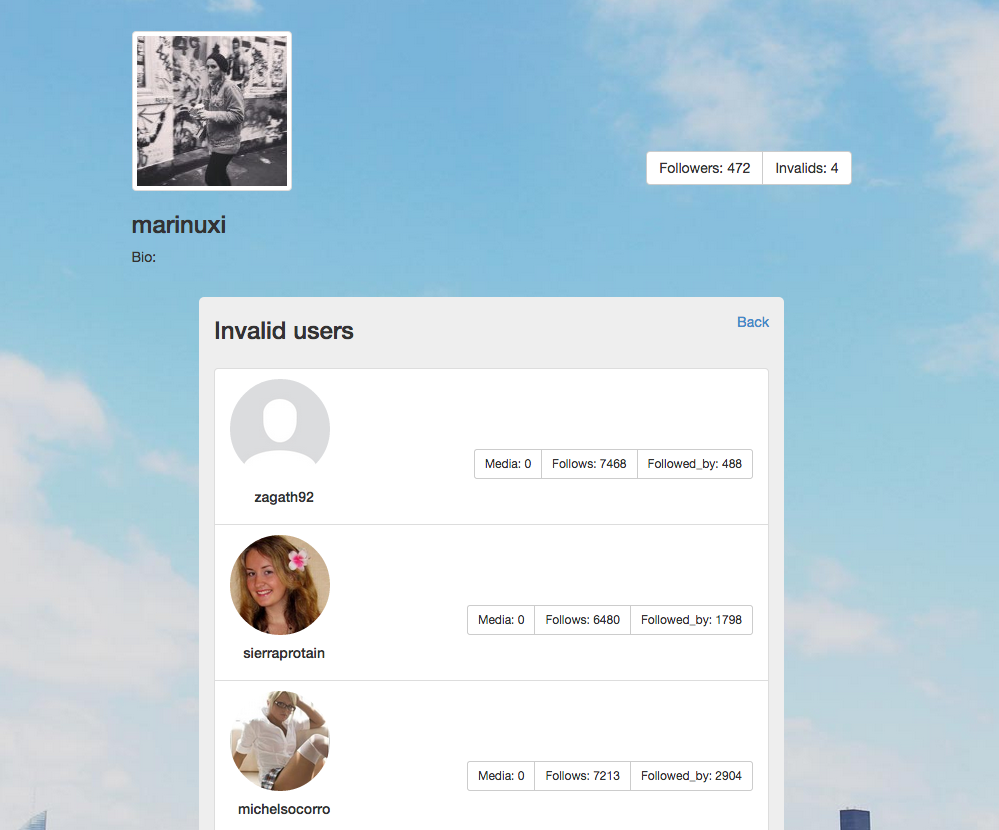 Followers: 472 Invalids: 4
marinuxi
Bio:
Invalid users Back
Media: 0 Follows: 7468 Followed_by: 488
zagath92
Media: 0 Follows: 6480 Followed_by: 1798
sierraprotain
Media: 0 Follows: 7213 Followed_by: 2904
michelsocorro